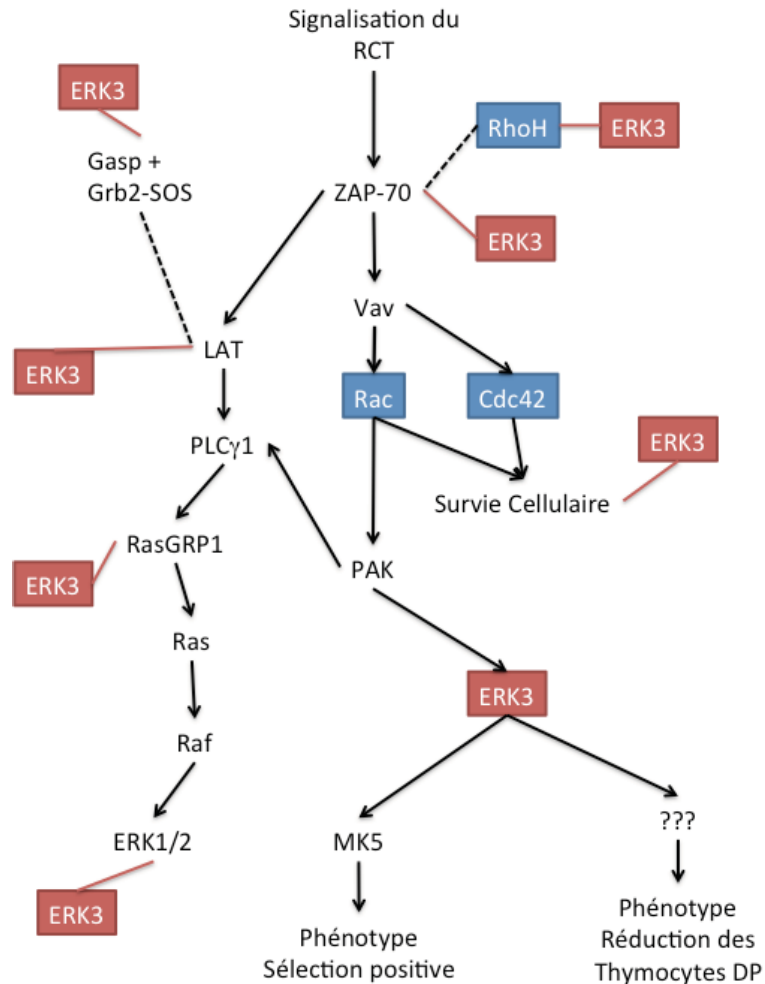 Signalisation du
RCT
ERK3
RhoH
ERK3
Gasp +
Grb2-SOS
ZAP-70
ERK3
Vav
LAT
ERK3
Rac
Cdc42
ERK3
PLCγ1
Survie Cellulaire
RasGRP1
ERK3
PAK
Ras
ERK3
Raf
???
ERK1/2
MK5
ERK3
Phénotype
Sélection positive
Phénotype
Réduction des
Thymocytes DP